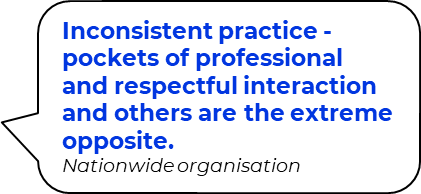 Inconsistent practice -
pockets of professional
and respectful interaction
and others are the extreme
opposite.
Nationwide organisation